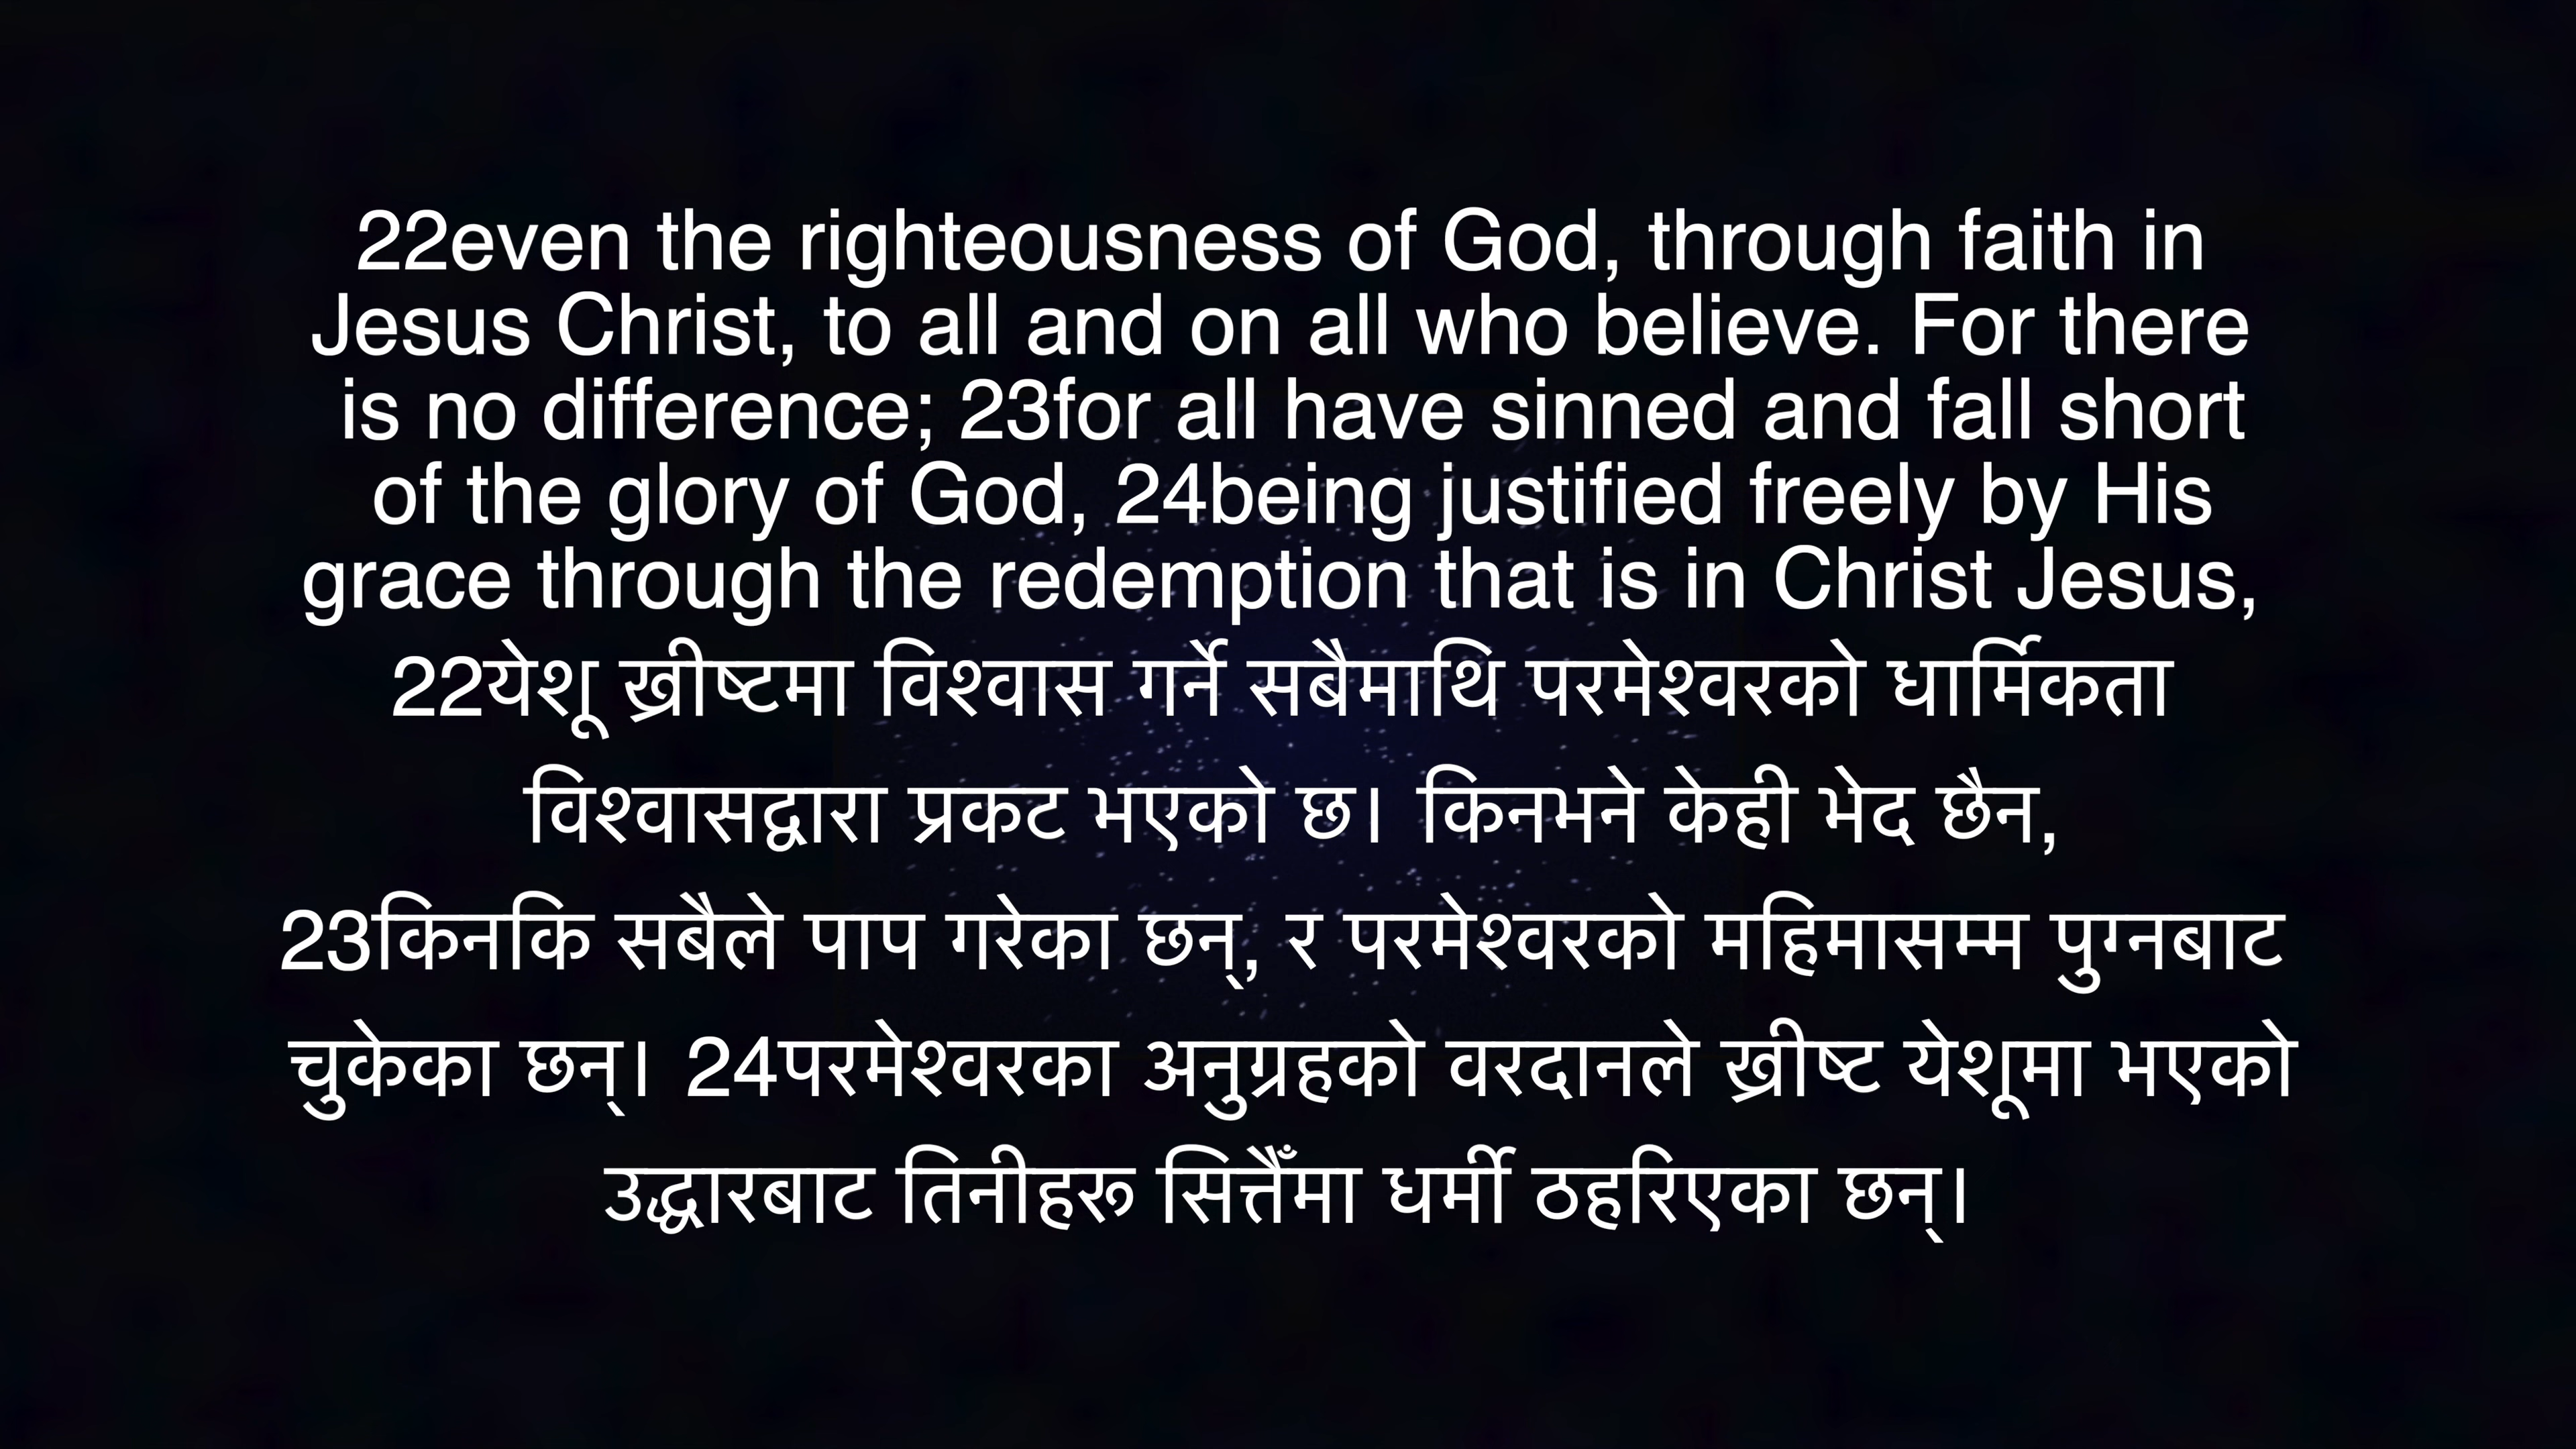 22even the righteousness of God, through faith in
Jesus Christ, to all and on all who believe. For there
is no difference; 23for all have sinned and fall short
of the glory of God, 24being justified freely by His
grace through the redemption that is in Christ Jesus,
22येशू ख्रीष्टमा विश्वास गर्ने सबैमाथि परमेश्वरको धार्मिकता
विश्वासद्वारा प्रकट भएको छ। किनभने केही भेद छैन,
23किनकि सबैले पाप गरेका छन्, र परमेश्वरको महिमासम्म पुग्नबाट
चुकेका छन्। 24परमेश्वरका अनुग्रहको वरदानले ख्रीष्ट येशूमा भएको
उद्धारबाट तिनीहरू सित्तैँमा धर्मी ठहरिएका छन्।